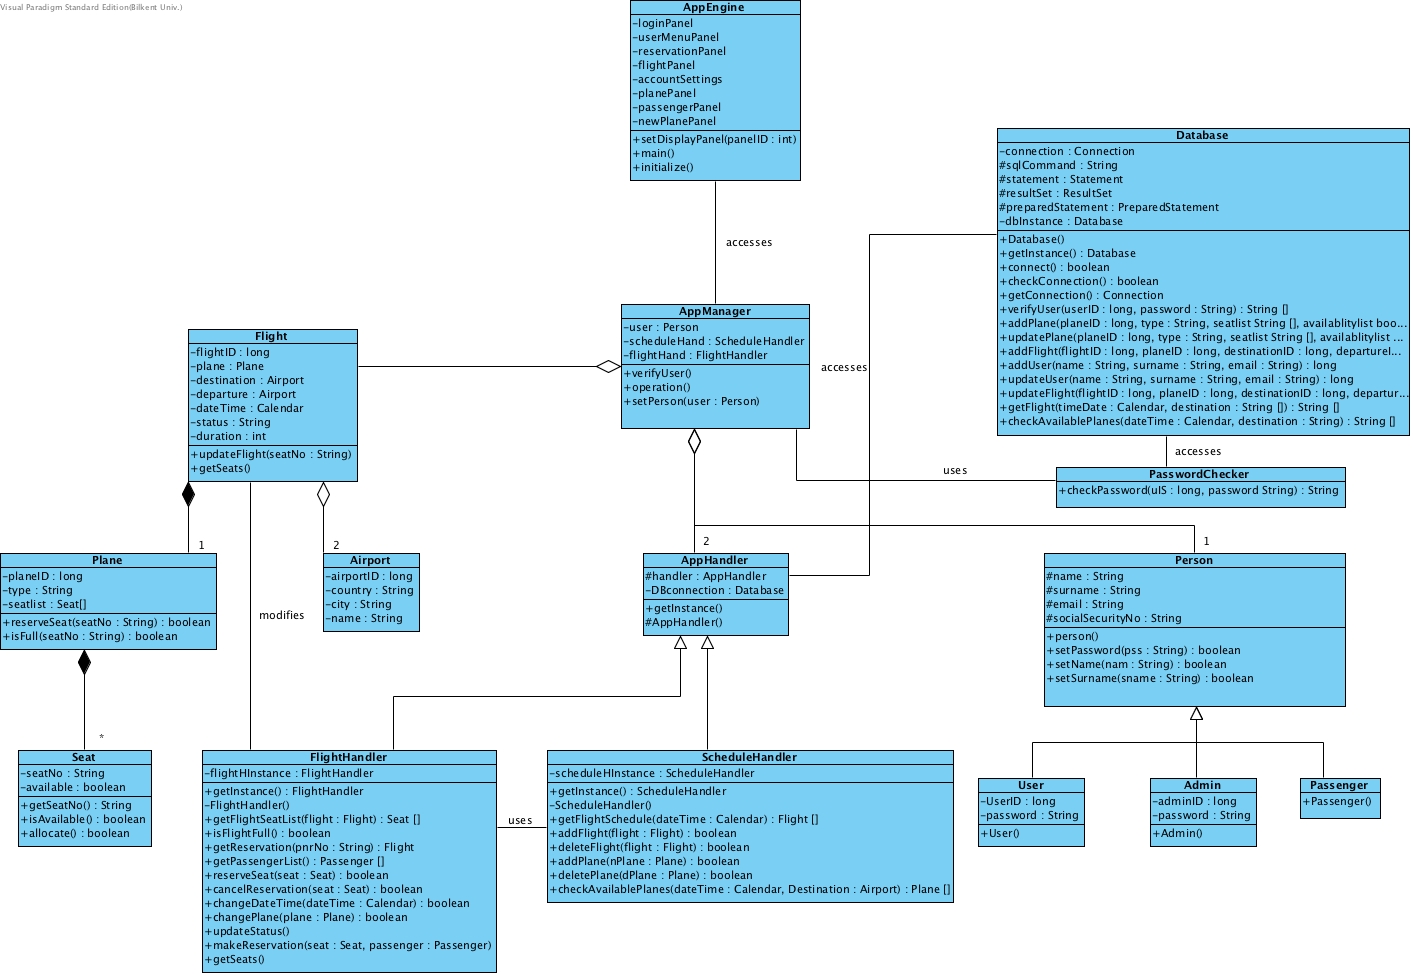 Visual Paradigm Standard Edition(Bilkent Univ.)
AppEngine
-loginPanel
-userMenuPanel
-reservationPanel
-flightPanel
-accountSettings
-planePanel
-passengerPanel
-newPlanePanel
+setDisplayPanel(panelID : int)
+main()
+initialize()
accesses
Database
-connection : Connection
#sqlCommand : String
#statement : Statement
#resultSet : ResultSet
#preparedStatement : PreparedStatement
-dbInstance : Database
+Database()
+getInstance() : Database
+connect() : boolean
+checkConnection() : boolean
+getConnection() : Connection
+verifyUser(userID : long, password : String) : String []
+addPlane(planeID : long, type : String, seatlist String [], availablitylist boo...
+updatePlane(planeID : long, type : String, seatlist String [], availablitylist ...
+addFlight(flightID : long, planeID : long, destinationID : long, departureI...
+addUser(name : String, surname : String, email : String) : long
+updateUser(name : String, surname : String, email : String) : long
+updateFlight(flightID : long, planeID : long, destinationID : long, departur...
+getFlight(timeDate : Calendar, destination : String []) : String []
+checkAvailablePlanes(dateTime : Calendar, destination : String) : String []
AppManager
-user : Person
-scheduleHand : ScheduleHandler
-flightHand : FlightHandler
+verifyUser()
+operation()
+setPerson(user : Person)
accesses
Flight
-flightID : long
-plane : Plane
-destination : Airport
-departure : Airport
-dateTime : Calendar
-status : String
-duration : int
+updateFlight(seatNo : String)
+getSeats()
accesses
uses
PasswordChecker
+checkPassword(uIS : long, password String) : String
1
2
2
1
Plane
-planeID : long
-type : String
-seatlist : Seat[]
+reserveSeat(seatNo : String) : boolean
+isFull(seatNo : String) : boolean
Airport
-airportID : long
-country : String
-city : String
-name : String
modifies
AppHandler
#handler : AppHandler
-DBconnection : Database
+getInstance()
#AppHandler()
Person
#name : String
#surname : String
#email : String
#socialSecurityNo : String
+person()
+setPassword(pss : String) : boolean
+setName(nam : String) : boolean
+setSurname(sname : String) : boolean
*
Seat
-seatNo : String
-available : boolean
+getSeatNo() : String
+isAvailable() : boolean
+allocate() : boolean
FlightHandler
-flightHInstance : FlightHandler
+getInstance() : FlightHandler
-FlightHandler()
+getFlightSeatList(flight : Flight) : Seat []
+isFlightFull() : boolean
+getReservation(pnrNo : String) : Flight
+getPassengerList() : Passenger []
+reserveSeat(seat : Seat) : boolean
+cancelReservation(seat : Seat) : boolean
+changeDateTime(dateTime : Calendar) : boolean
+changePlane(plane : Plane) : boolean
+updateStatus()
+makeReservation(seat : Seat, passenger : Passenger)
+getSeats()
uses
ScheduleHandler
-scheduleHInstance : ScheduleHandler
+getInstance() : ScheduleHandler
-ScheduleHandler()
+getFlightSchedule(dateTime : Calendar) : Flight []
+addFlight(flight : Flight) : boolean
+deleteFlight(flight : Flight) : boolean
+addPlane(nPlane : Plane) : boolean
+deletePlane(dPlane : Plane) : boolean
+checkAvailablePlanes(dateTime : Calendar, Destination : Airport) : Plane []
User
-UserID : long
-password : String
+User()
Admin
-adminID : long
-password : String
+Admin()
Passenger
+Passenger()